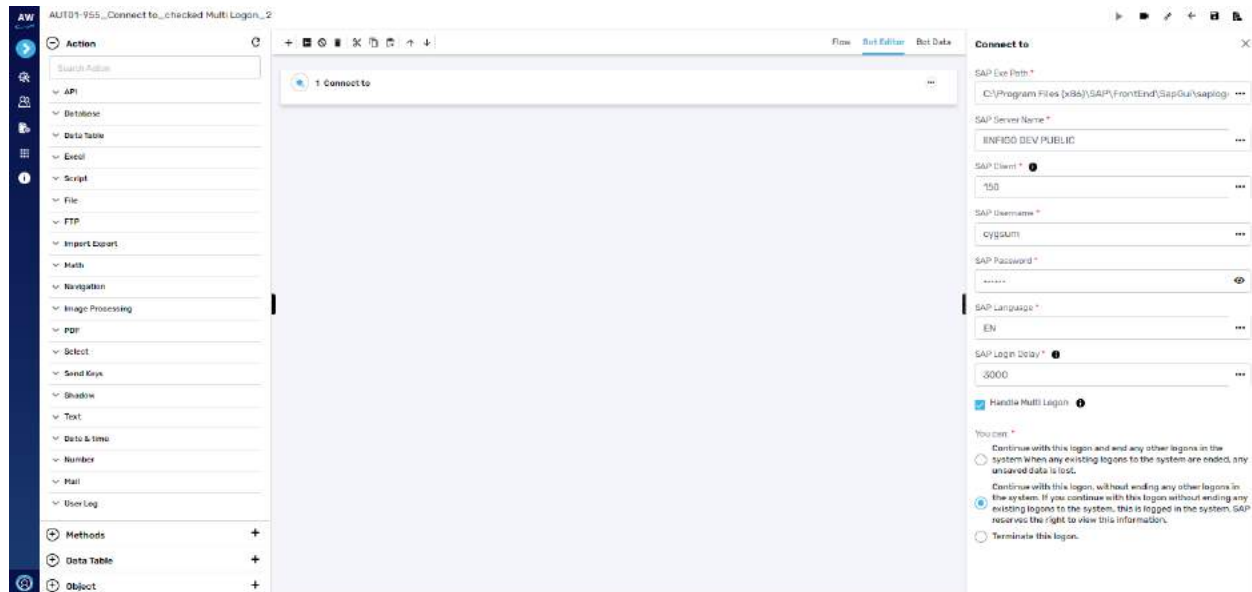 AW
AUT01-955_Connect to_checked Multi Logon_2
Action
Search Action
API
Database
Data Table
Excel
Script
File
FTP
Import Export
Math
Navigation
Image Processing
PDF
Select
Send Keys
Shadow
Text
Date & time
Number
Mail
User Log
Methods
Data Table
Object
Flow Bot Editor Bot Data
1 Connect to
Connect to
SAP Exe Path *
C:\Program Files (x86)\SAP\FrontEnd\SapGui\saplog
SAP Server Name *
IINFIGO DEV PUBLIC
SAP Client *
150
SAP Username *
cygsum
SAP Password *
SAP Language *
EN
SAP Login Delay *
3000
Handle Multi Logon
You can: *
Continue with this logon and end any other logons in the
system When any existing logons to the system are ended, any
unsaved data is lost.
Continue with this logon, without ending any other logons in
the system. If you continue with this logon without ending any
existing logons to the system, this is logged in the system. SAP
reserves the right to view this information.
Terminate this logon.